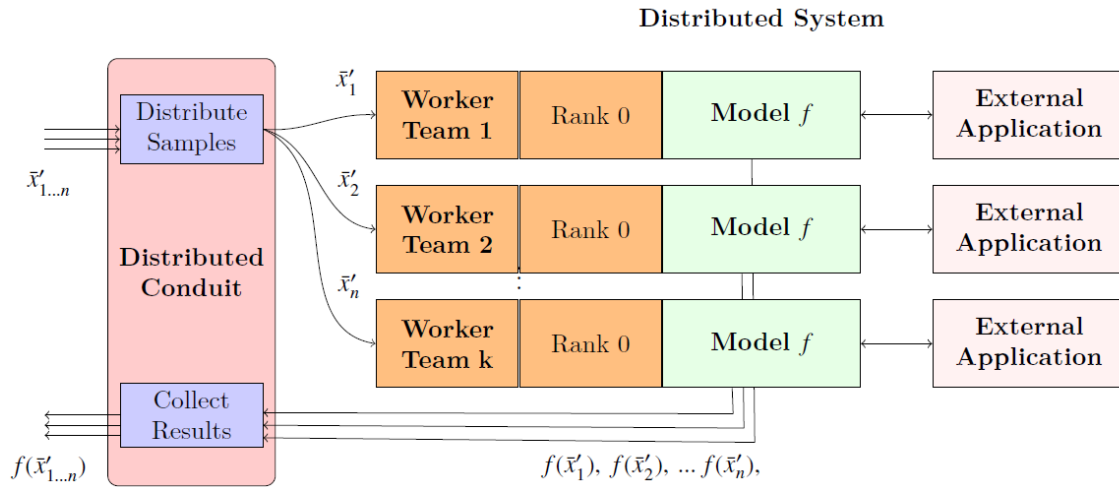 Distributed System
Distribute
Samples
x̄′₁...ₙ
Distributed
Conduit
Collect
Results
f(x̄′₁...ₙ)
x̄′₁
Worker
Team 1
Rank 0
Model f
External
Application
x̄′₂
Worker
Team 2
Rank 0
Model f
External
Application
⋮
x̄′ₙ
Worker
Team k
Rank 0
Model f
External
Application
f(x̄′₁), f(x̄′₂), ... f(x̄′ₙ),